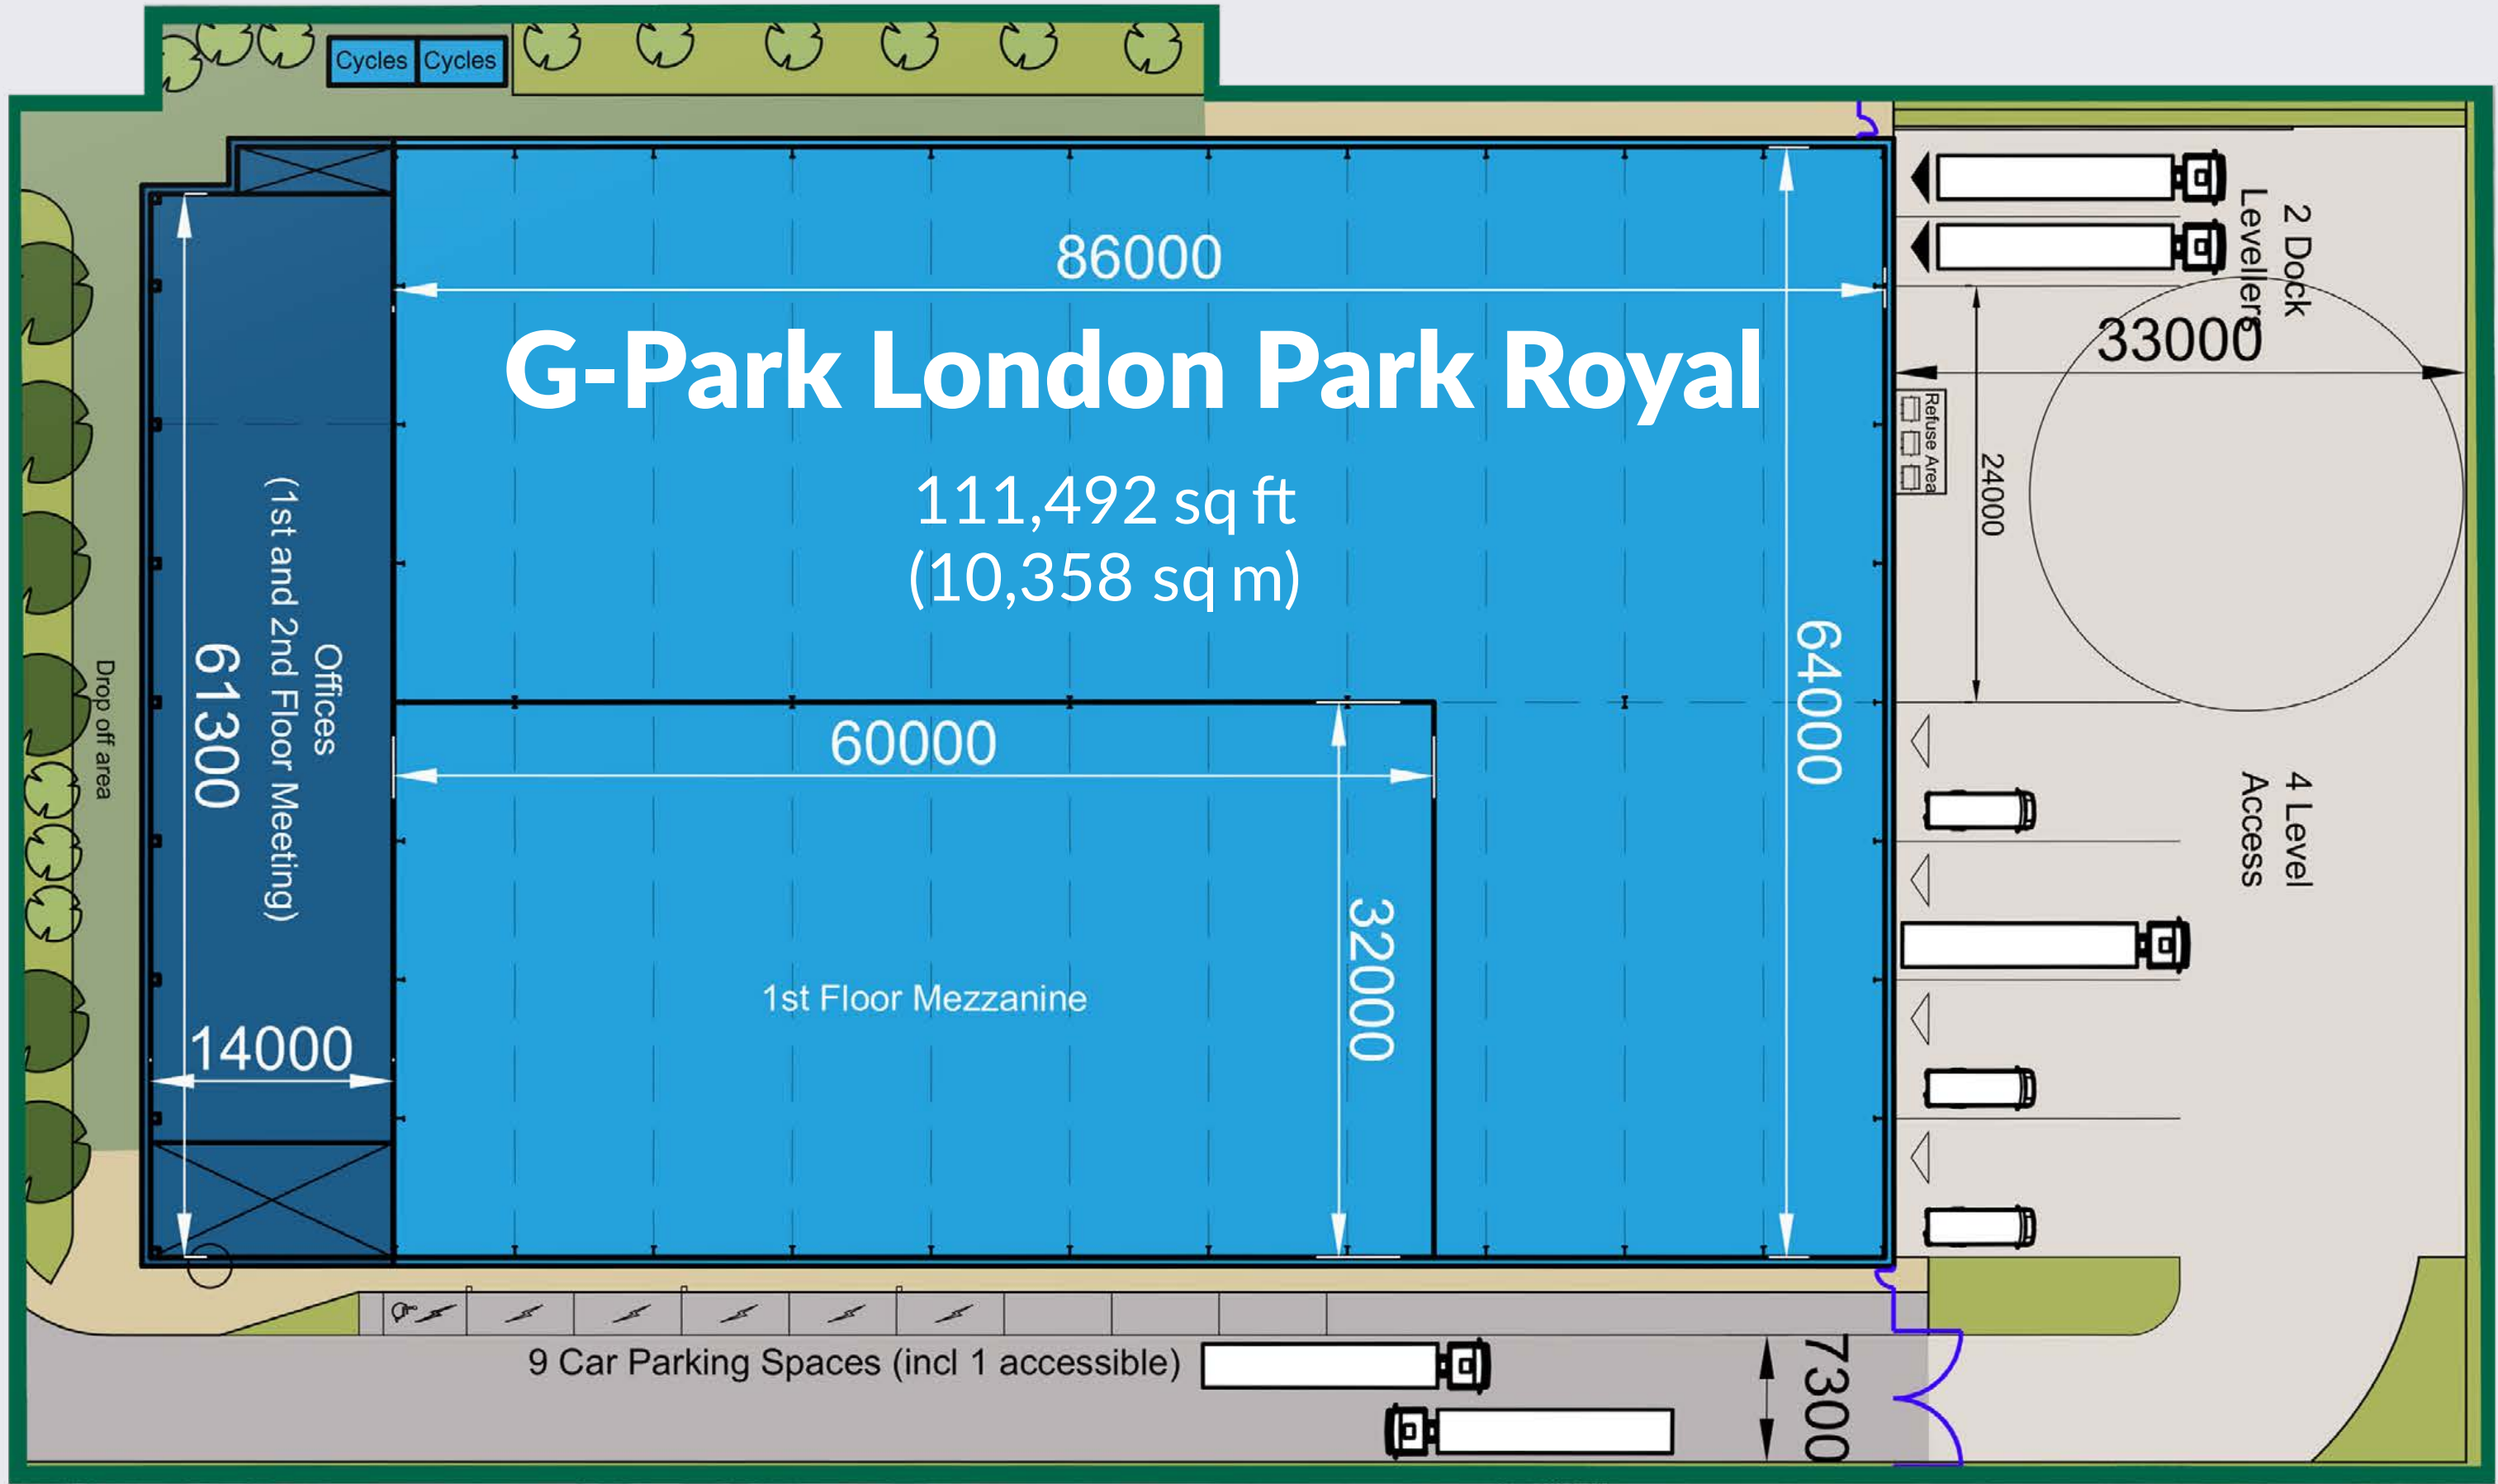 Cycles Cycles
2 Dock
Levellers
86000
33000
G-Park London Park Royal
Refuse Area
24000
111,492 sq ft
(10,358 sq m)
64000
Offices
(1st and 2nd Floor Meeting)
61300
Drop off area
60000
4 Level
Access
32000
1st Floor Mezzanine
14000
9 Car Parking Spaces (incl 1 accessible)
7300